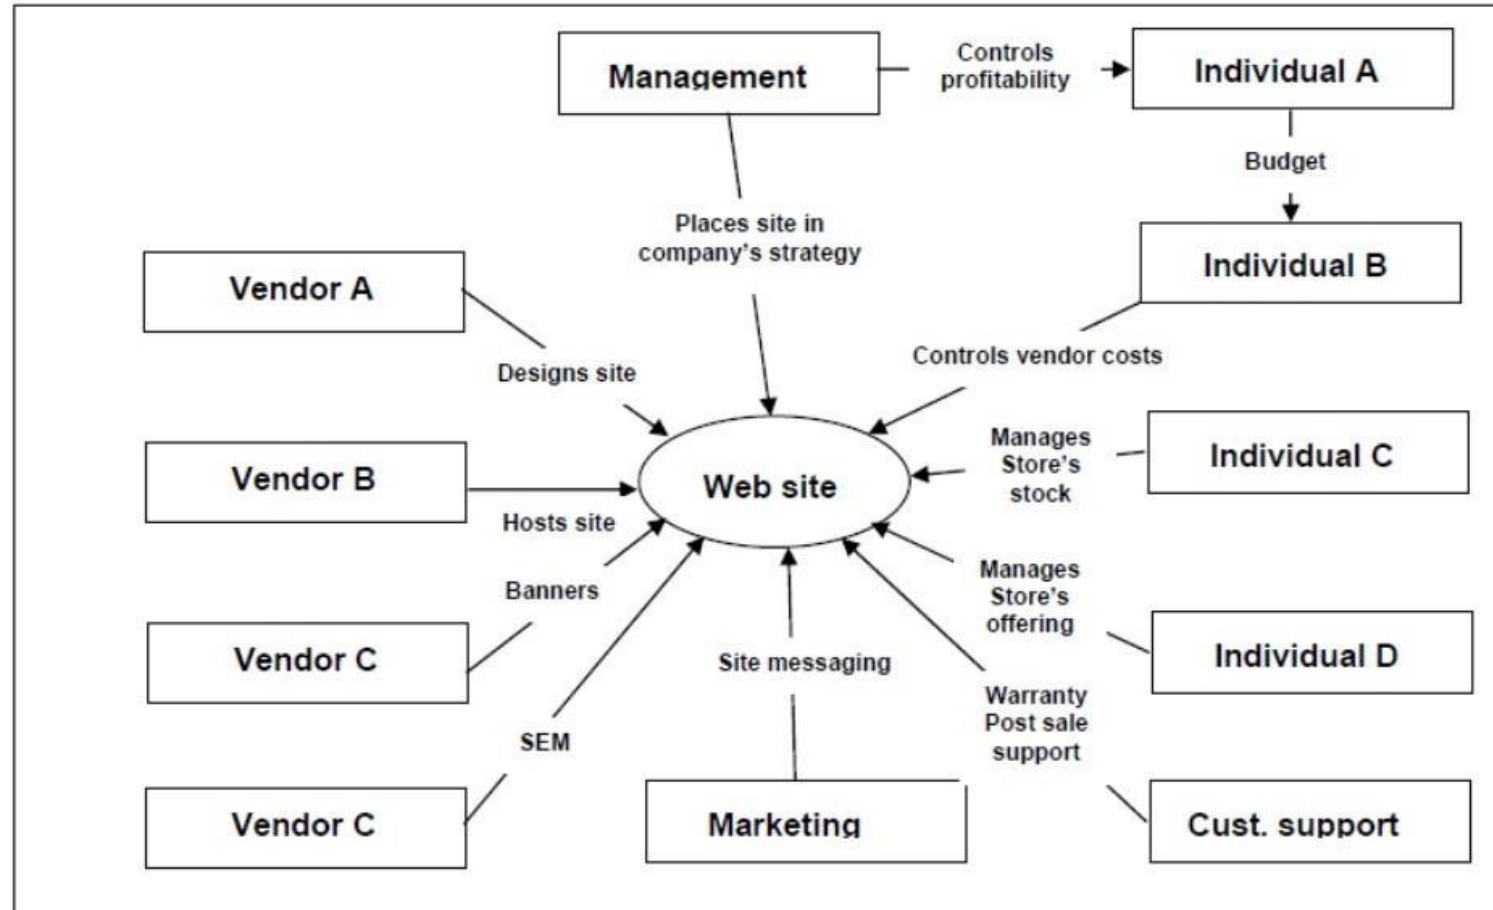 Management
Controls
profitability
Individual A
Budget
Places site in
company's strategy
Individual B
Vendor A
Controls vendor costs
Designs site
Manages
Store's
stock
Individual C
Vendor B
Web site
Hosts site
Banners
Manages
Store's
offering
Vendor C
Site messaging
Individual D
Warranty
Post sale
support
SEM
Vendor C
Marketing
Cust. support